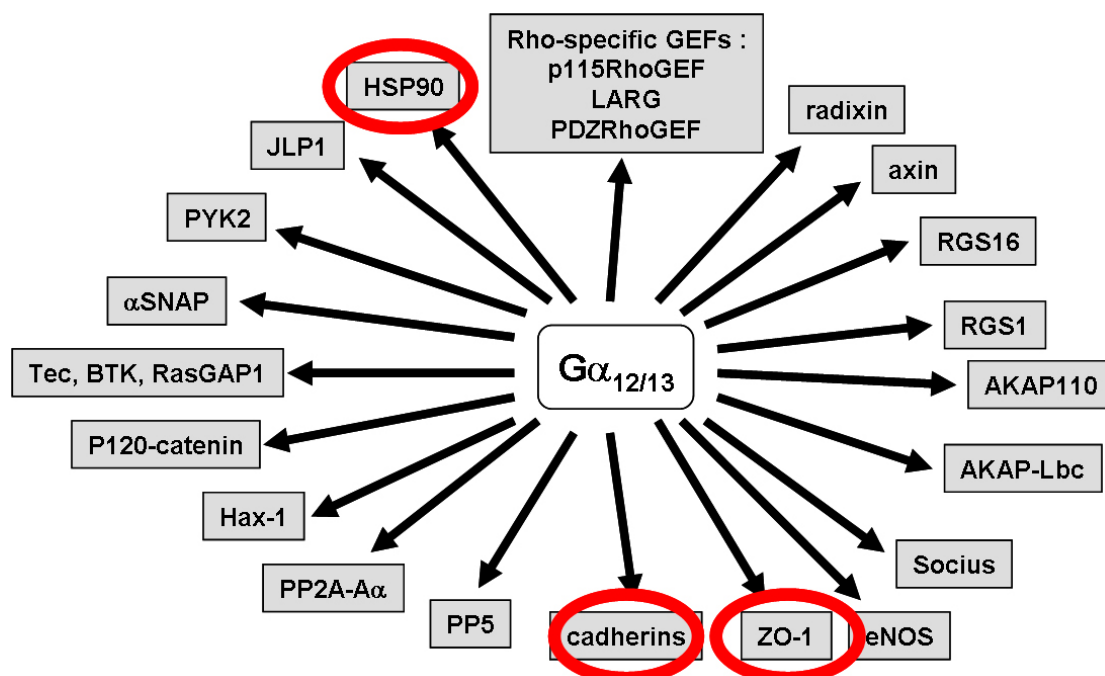 Rho-specific GEFs :
p115RhoGEF
LARG
PDZRhoGEF
HSP90
radixin
JLP1
axin
PYK2
RGS16
αSNAP
RGS1
Tec, BTK, RasGAP1
Gα12/13
AKAP110
P120-catenin
AKAP-Lbc
Hax-1
Socius
PP2A-Aα
PP5
cadherins
ZO-1
eNOS